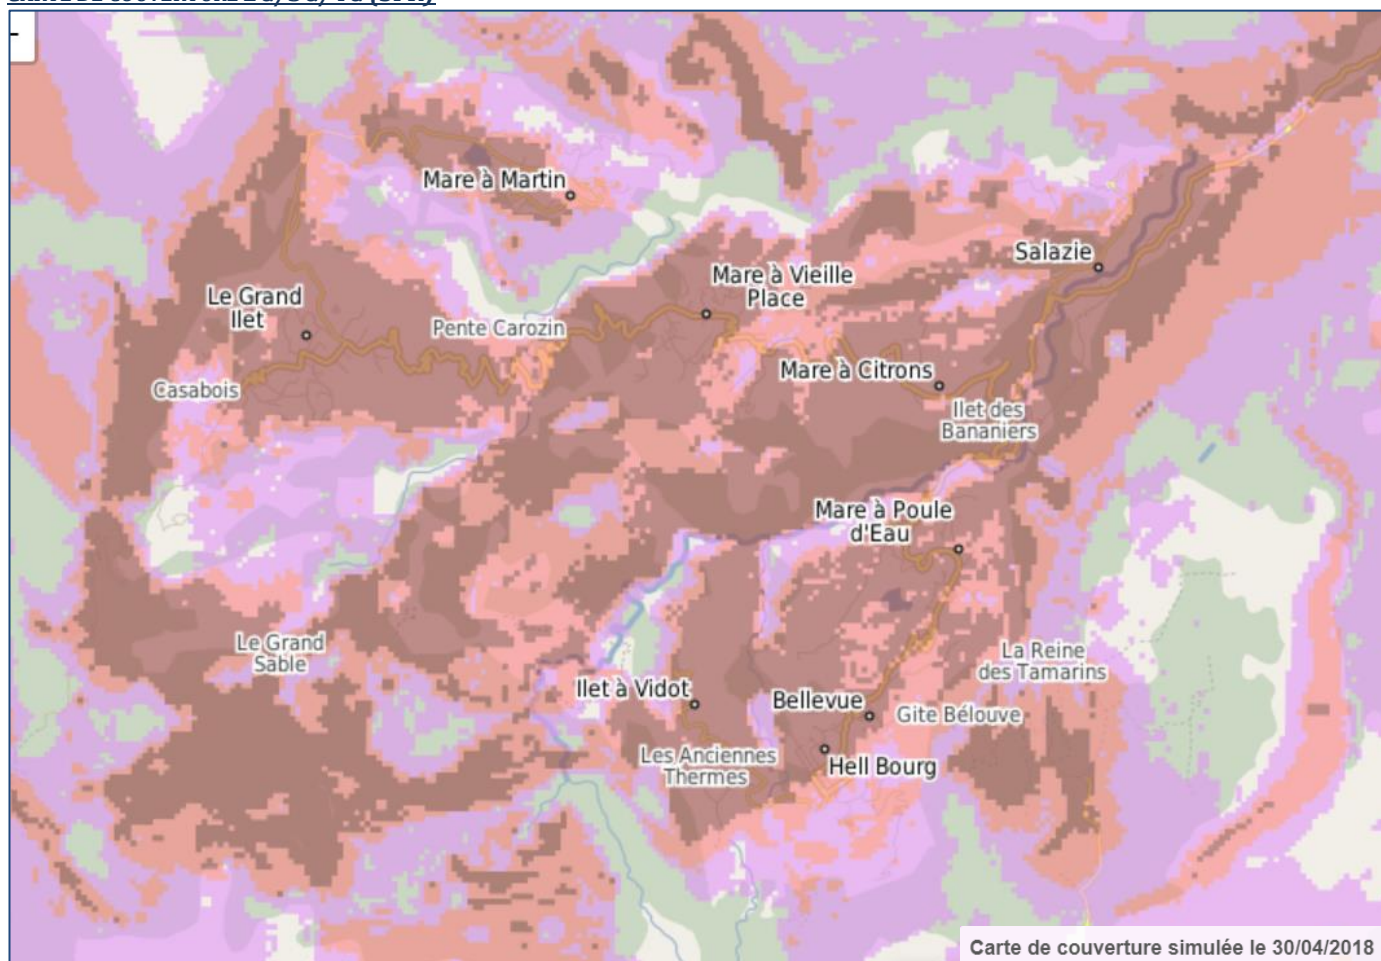 Mare à Martin
Salazie
Mare à Vieille
Place
Le Grand
Ilet
Pente Carozin
Mare à Citrons
Casabois
Ilet des
Bananiers
Mare à Poule
d'Eau
Le Grand
Sable
La Reine
des Tamarins
Ilet à Vidot
Bellevue
Gite Bélouve
Les Anciennes
Thermes
Hell Bourg
Carte de couverture simulée le 30/04/2018